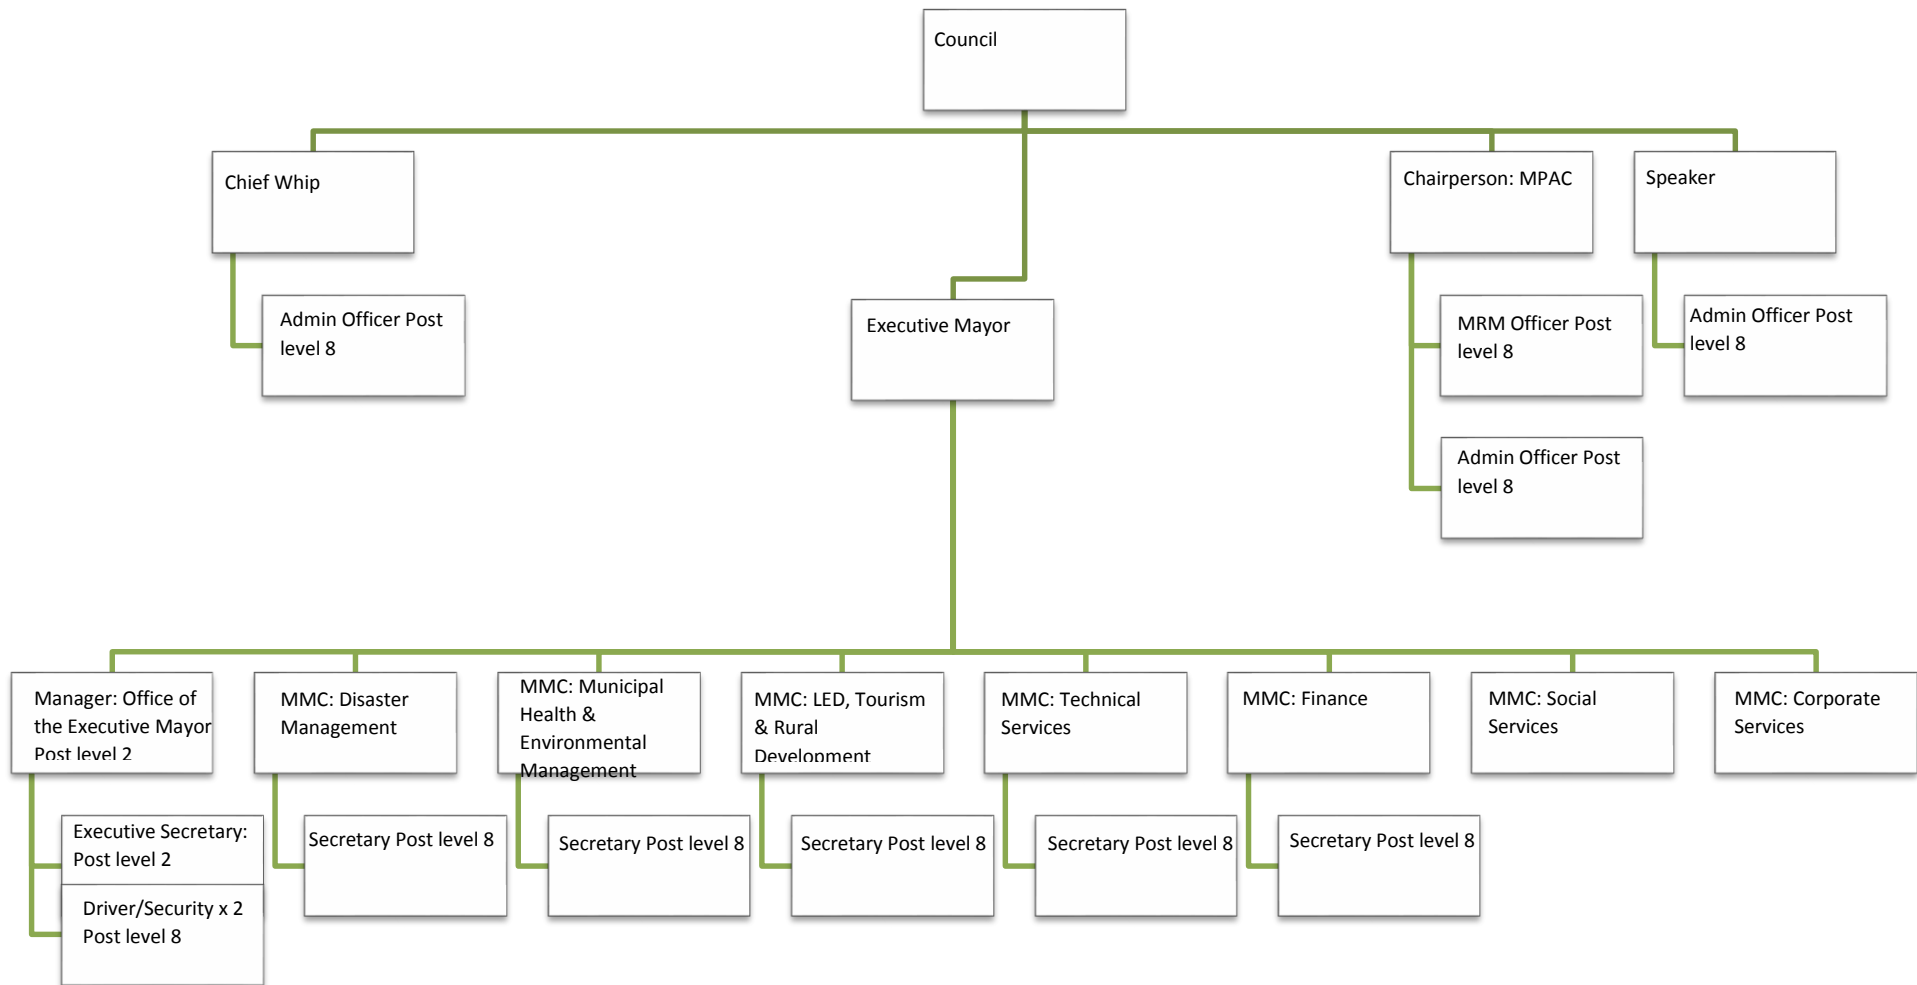 Council
Chief Whip
Chairperson: MPAC
Speaker
Admin Officer Post
level 8
Executive Mayor
MRM Officer Post
level 8
Admin Officer Post
level 8
Admin Officer Post
level 8
Manager: Office of
the Executive Mayor
Post level 2
MMC: Disaster
Management
MMC: Municipal
Health &
Environmental
Management
MMC: LED, Tourism
& Rural
Development
MMC: Technical
Services
MMC: Finance
MMC: Social
Services
MMC: Corporate
Services
Executive Secretary:
Post level 2
Driver/Security x 2
Post level 8
Secretary Post level 8
Secretary Post level 8
Secretary Post level 8
Secretary Post level 8
Secretary Post level 8